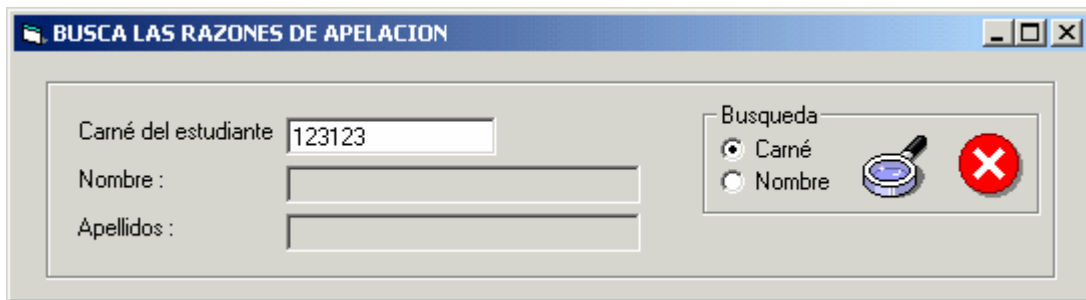 BUSCA LAS RAZONES DE APELACION
Carné del estudiante 123123
Nombre :
Apellidos :
Busqueda
Carné
Nombre